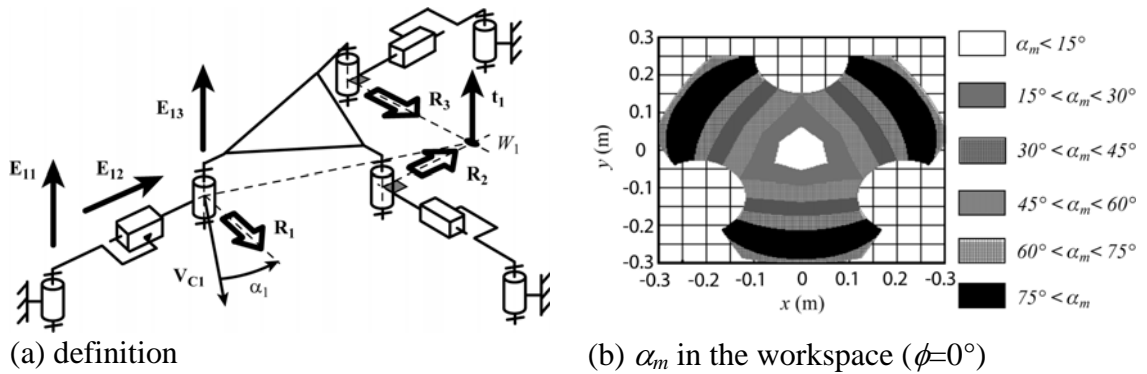 E₁₁
E₁₂
E₁₃
R₁
R₂
R₃
t₁
W₁
V_C1
α₁
(a) definition
y (m)
0.3
0.2
0.1
0
-0.1
-0.2
-0.3
-0.3 -0.2 -0.1 0 0.1 0.2 0.3
x (m)
αₘ < 15°
15° < αₘ < 30°
30° < αₘ < 45°
45° < αₘ < 60°
60° < αₘ < 75°
75° < αₘ
(b) αₘ in the workspace (ϕ=0°)